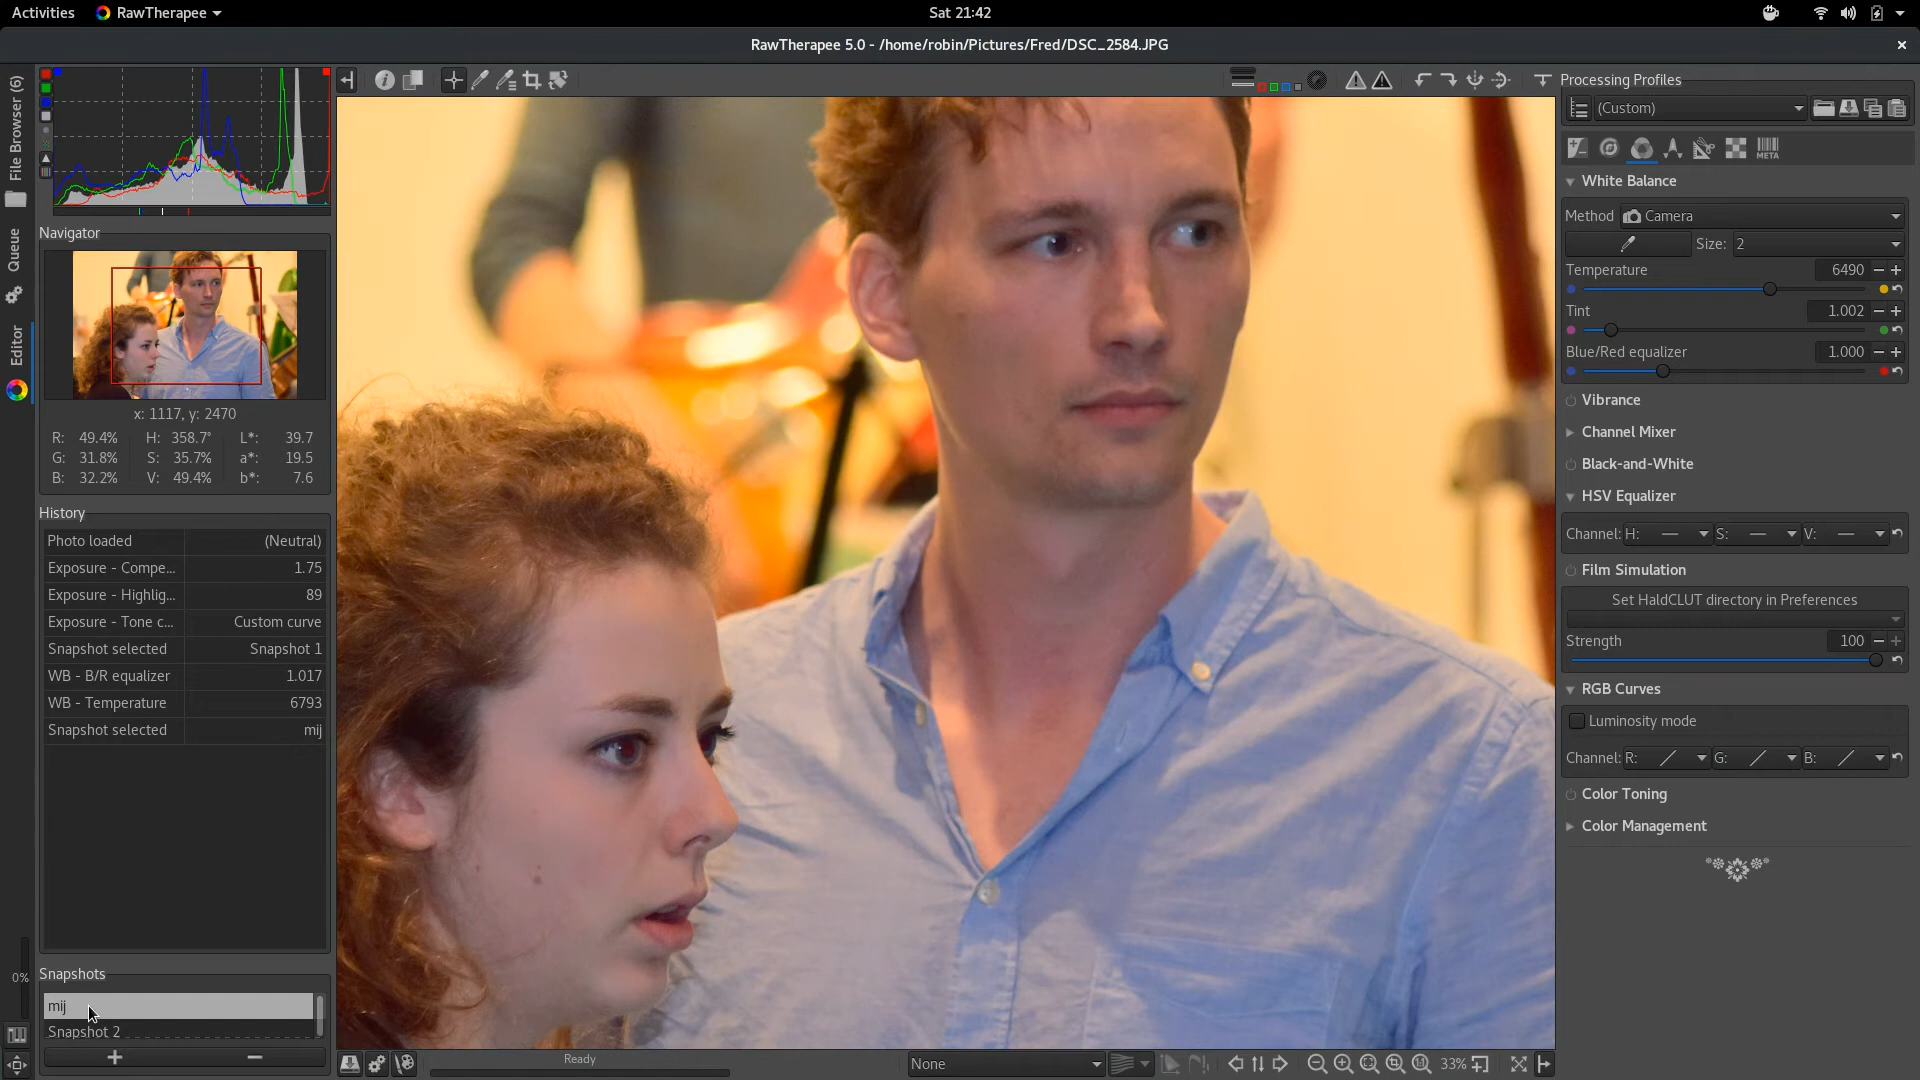 Activities
RawTherapee
Sat 21:42
RawTherapee 5.0 - /home/robin/Pictures/Fred/DSC_2584.JPG
File Browser (6)
Queue
Editor
0%
Navigator
x: 1117, y: 2470
R: 49.4% H: 358.7° L*: 39.7
G: 31.8% S: 35.7% a*: 19.5
B: 32.2% V: 49.4% b*: 7.6
History
Photo loaded (Neutral)
Exposure - Compe... 1.75
Exposure - Highlig... 89
Exposure - Tone c... Custom curve
Snapshot selected Snapshot 1
WB - B/R equalizer 1.017
WB - Temperature 6793
Snapshot selected mij
Snapshots
mij
Snapshot 2
Ready
None
33%
Processing Profiles
(Custom)
META
White Balance
Method Camera
Size: 2
Temperature 6490
Tint 1.002
Blue/Red equalizer 1.000
Vibrance
Channel Mixer
Black-and-White
HSV Equalizer
Channel: H: S: V:
Film Simulation
Set HaldCLUT directory in Preferences
Strength 100
RGB Curves
Luminosity mode
Channel: R: G: B:
Color Toning
Color Management